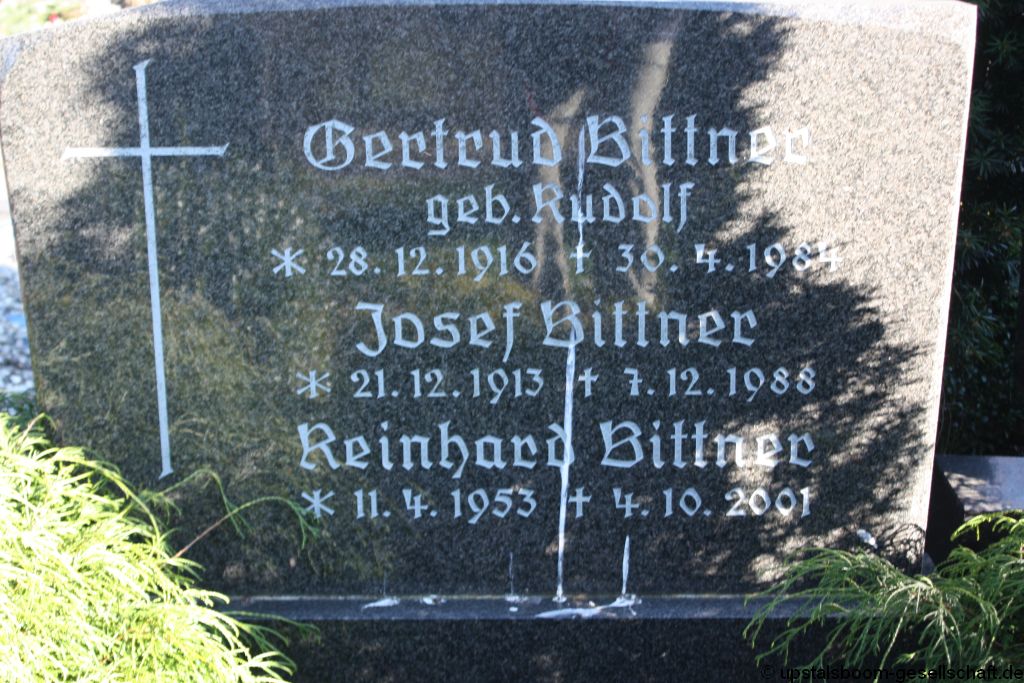 Gertrud Bittner
geb. Rudolf
* 28. 12. 1916 † 30. 4. 1984
Josef Bittner
* 21. 12. 1913 † 7. 12. 1988
Reinhard Bittner
* 11. 4. 1953 † 4. 10. 2001
© upstalsboom-gesellschaft.de